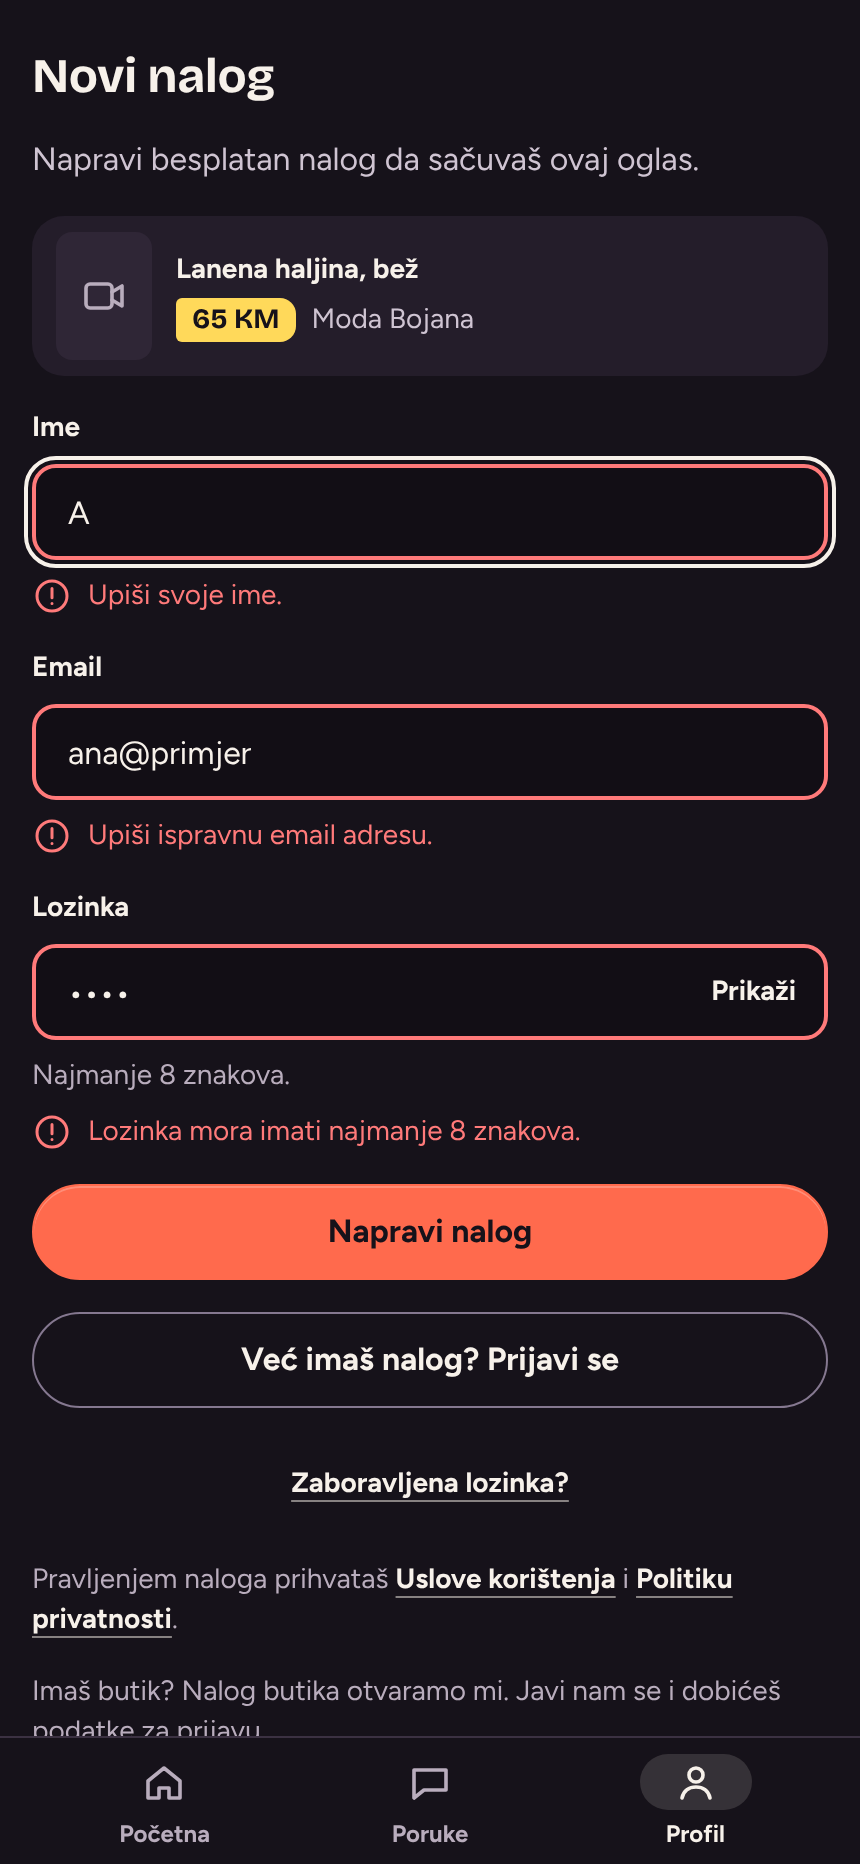 Novi nalog
Napravi besplatan nalog da sačuvaš ovaj oglas.
Lanena haljina, bež
65 KM Moda Bojana
Ime
A
Upiši svoje ime.
Email
ana@primjer
Upiši ispravnu email adresu.
Lozinka
•••• Prikaži
Najmanje 8 znakova.
Lozinka mora imati najmanje 8 znakova.
Napravi nalog
Već imaš nalog? Prijavi se
Zaboravljena lozinka?
Pravljenjem naloga prihvataš Uslove korištenja i Politiku
privatnosti.
Imaš butik? Nalog butika otvaramo mi. Javi nam se i dobićeš
podatke za prijavu
Početna
Poruke
Profil